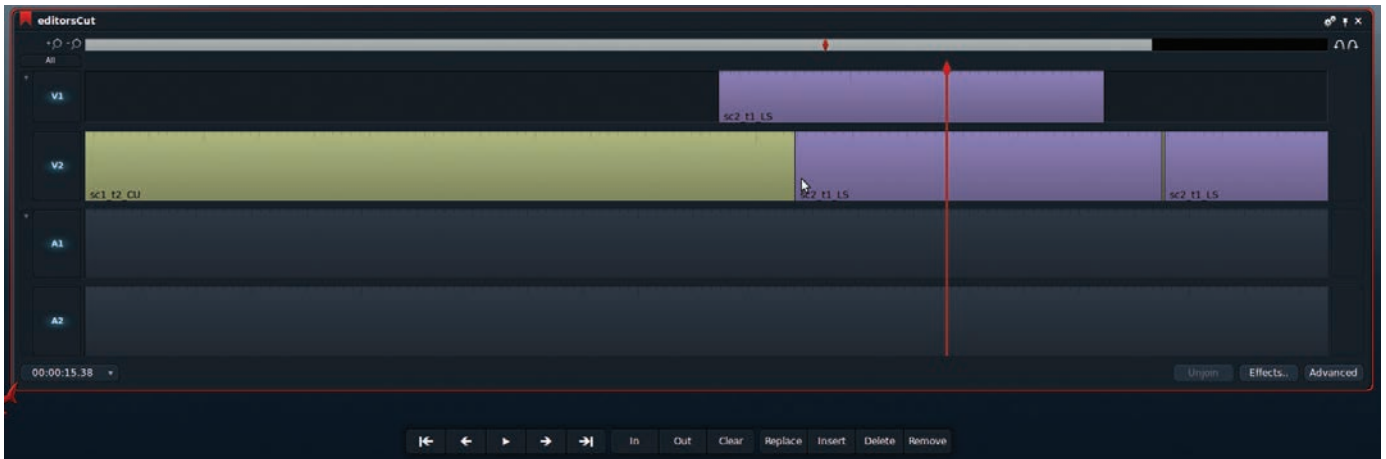 editorsCut
All
V1
sc2_t1_LS
V2
sc1_t2_CU
sc2_t1_LS
sc2_t1_LS
A1
A2
00:00:15.38
Unjoin Effects.. Advanced
In Out Clear Replace Insert Delete Remove